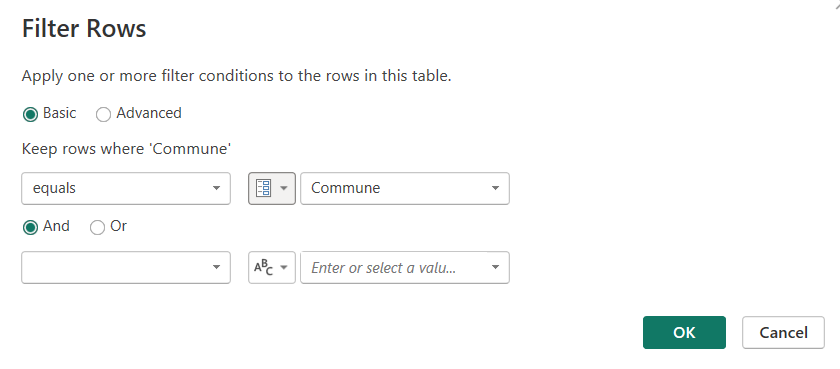 Filter Rows
Apply one or more filter conditions to the rows in this table.
Basic Advanced
Keep rows where 'Commune'
equals Commune
And Or
ABC Enter or select a valu...
OK Cancel